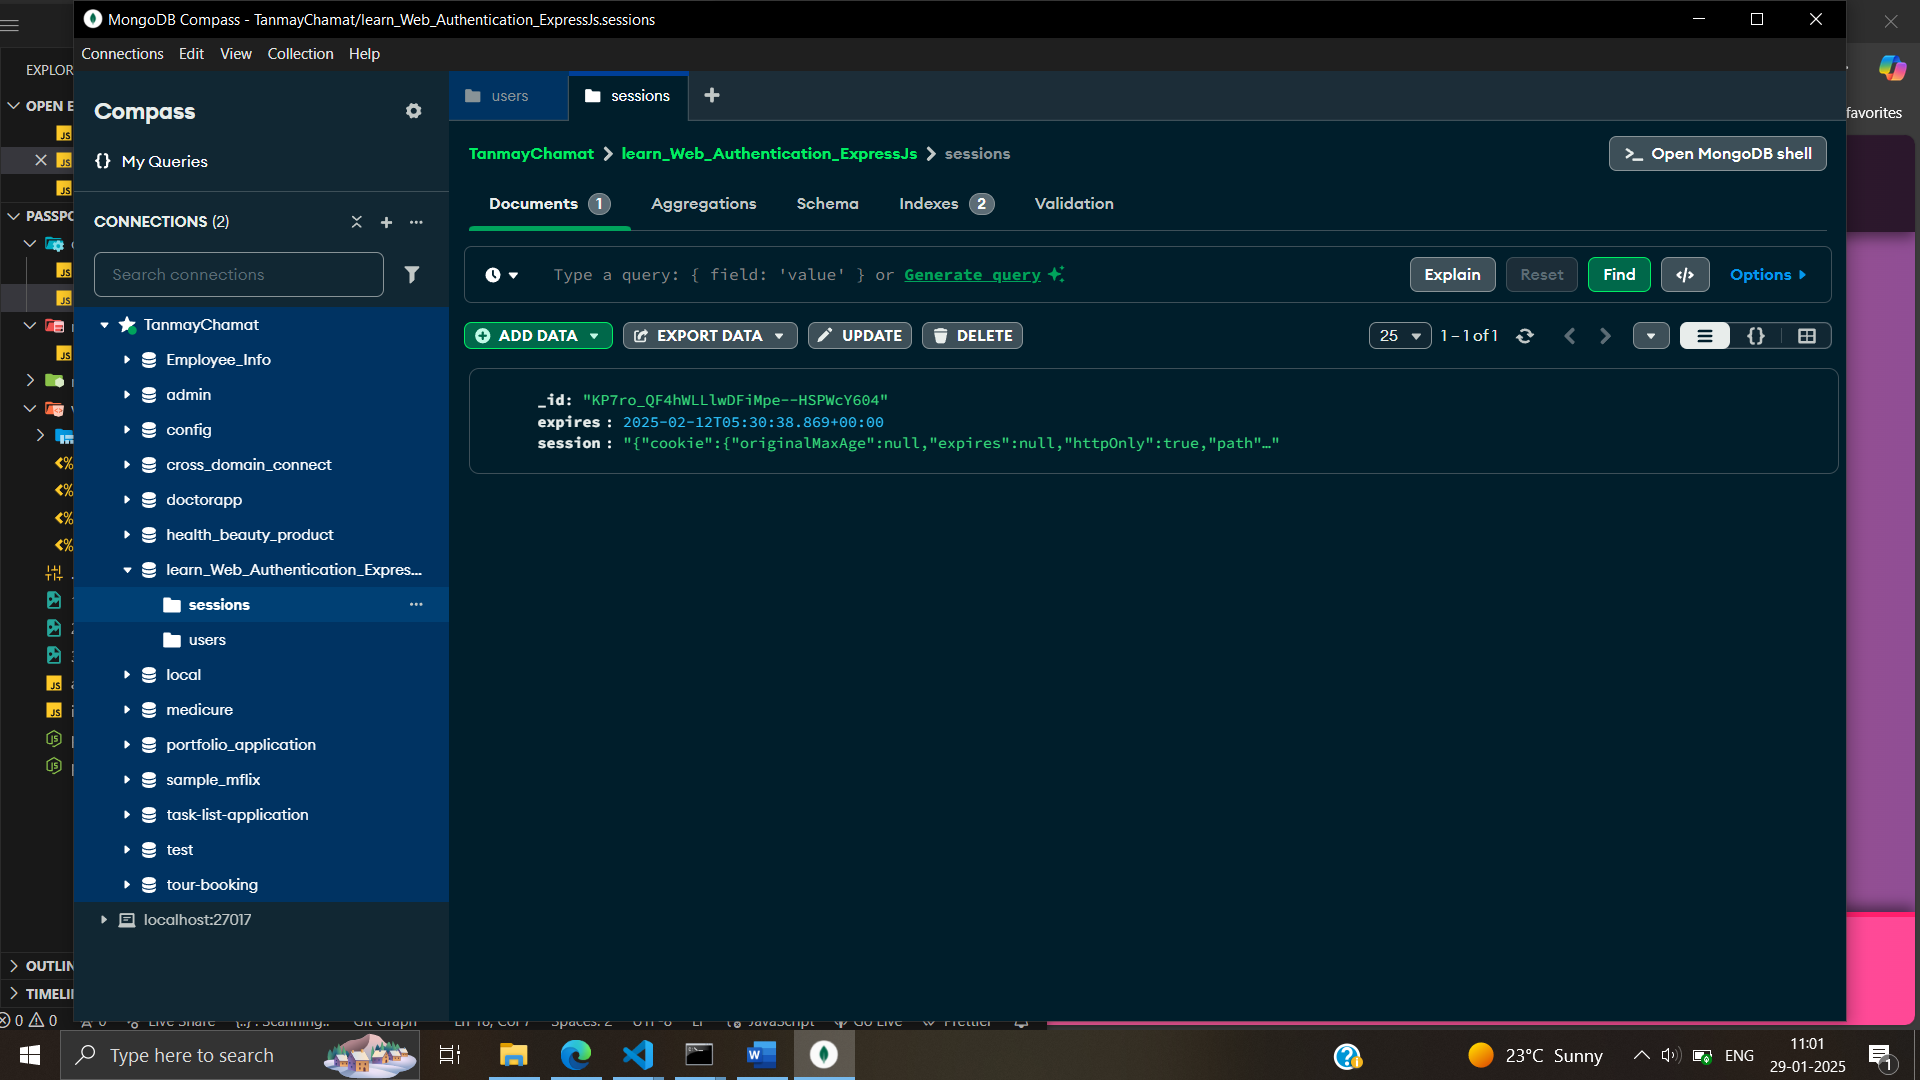 MongoDB Compass - TanmayChamat/learn_Web_Authentication_ExpressJs.sessions
Connections Edit View Collection Help
EXPLOR
OPEN E
PASSPO
OUTLIN
TIMELI
Compass
My Queries
CONNECTIONS (2)
Search connections
TanmayChamat
Employee_Info
admin
config
cross_domain_connect
doctorapp
health_beauty_product
learn_Web_Authentication_Expres...
sessions
users
local
medicure
portfolio_application
sample_mflix
task-list-application
test
tour-booking
localhost:27017
users sessions
TanmayChamat > learn_Web_Authentication_ExpressJs > sessions
>_ Open MongoDB shell
Documents 1 Aggregations Schema Indexes 2 Validation
Type a query: { field: 'value' } or Generate query
Explain Reset Find </> Options
ADD DATA EXPORT DATA UPDATE DELETE
25 1 – 1 of 1 {}
_id: "KP7ro_QF4hWLLlwDFiMpe--HSPWcY604"
expires : 2025-02-12T05:30:38.869+00:00
session : "{"cookie":{"originalMaxAge":null,"expires":null,"httpOnly":true,"path"…"
favorites
0 0
Type here to search
23°C Sunny
ENG
11:01
29-01-2025
1